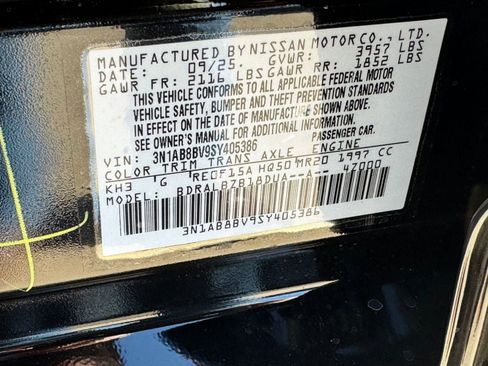 MANUFACTURED BY NISSAN MOTOR CO., LTD.
DATE: 09/25. GVWR: 3957 LBS
GAWR FR: 2116 LBS GAWR RR: 1852 LBS
THIS VEHICLE CONFORMS TO ALL APPLICABLE FEDERAL MOTOR
VEHICLE SAFETY, BUMPER AND THEFT PREVENTION STANDARDS
IN EFFECT ON THE DATE OF MANUFACTURE SHOWN ABOVE.
SEE OWNER'S MANUAL FOR ADDITIONAL INFORMATION.
VIN: 3N1AB8BV9SY405386 PASSENGER CAR.
COLOR TRIM TRANS AXLE ENGINE
KH3 G RE0F15A HQ50 MR20 1997 CC
MODEL: BDRALBZB18DUA--A-- 4Z000
3N1AB8BV9SY405386